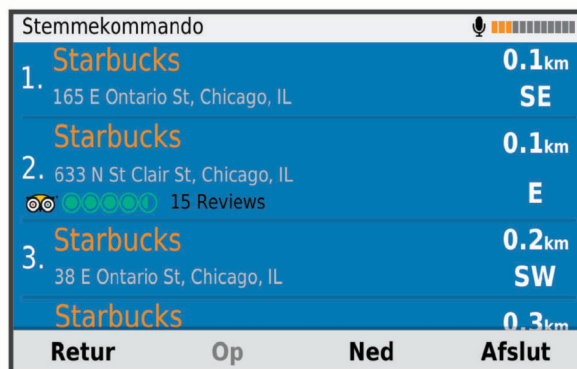 Stemmekommando
1. Starbucks 0.1km
165 E Ontario St, Chicago, IL SE
Starbucks 0.1km
2. 633 N St Clair St, Chicago, IL
15 Reviews E
3. Starbucks 0.2km
38 E Ontario St, Chicago, IL SW
Starbucks 0.3km
Retur Op Ned Afslut